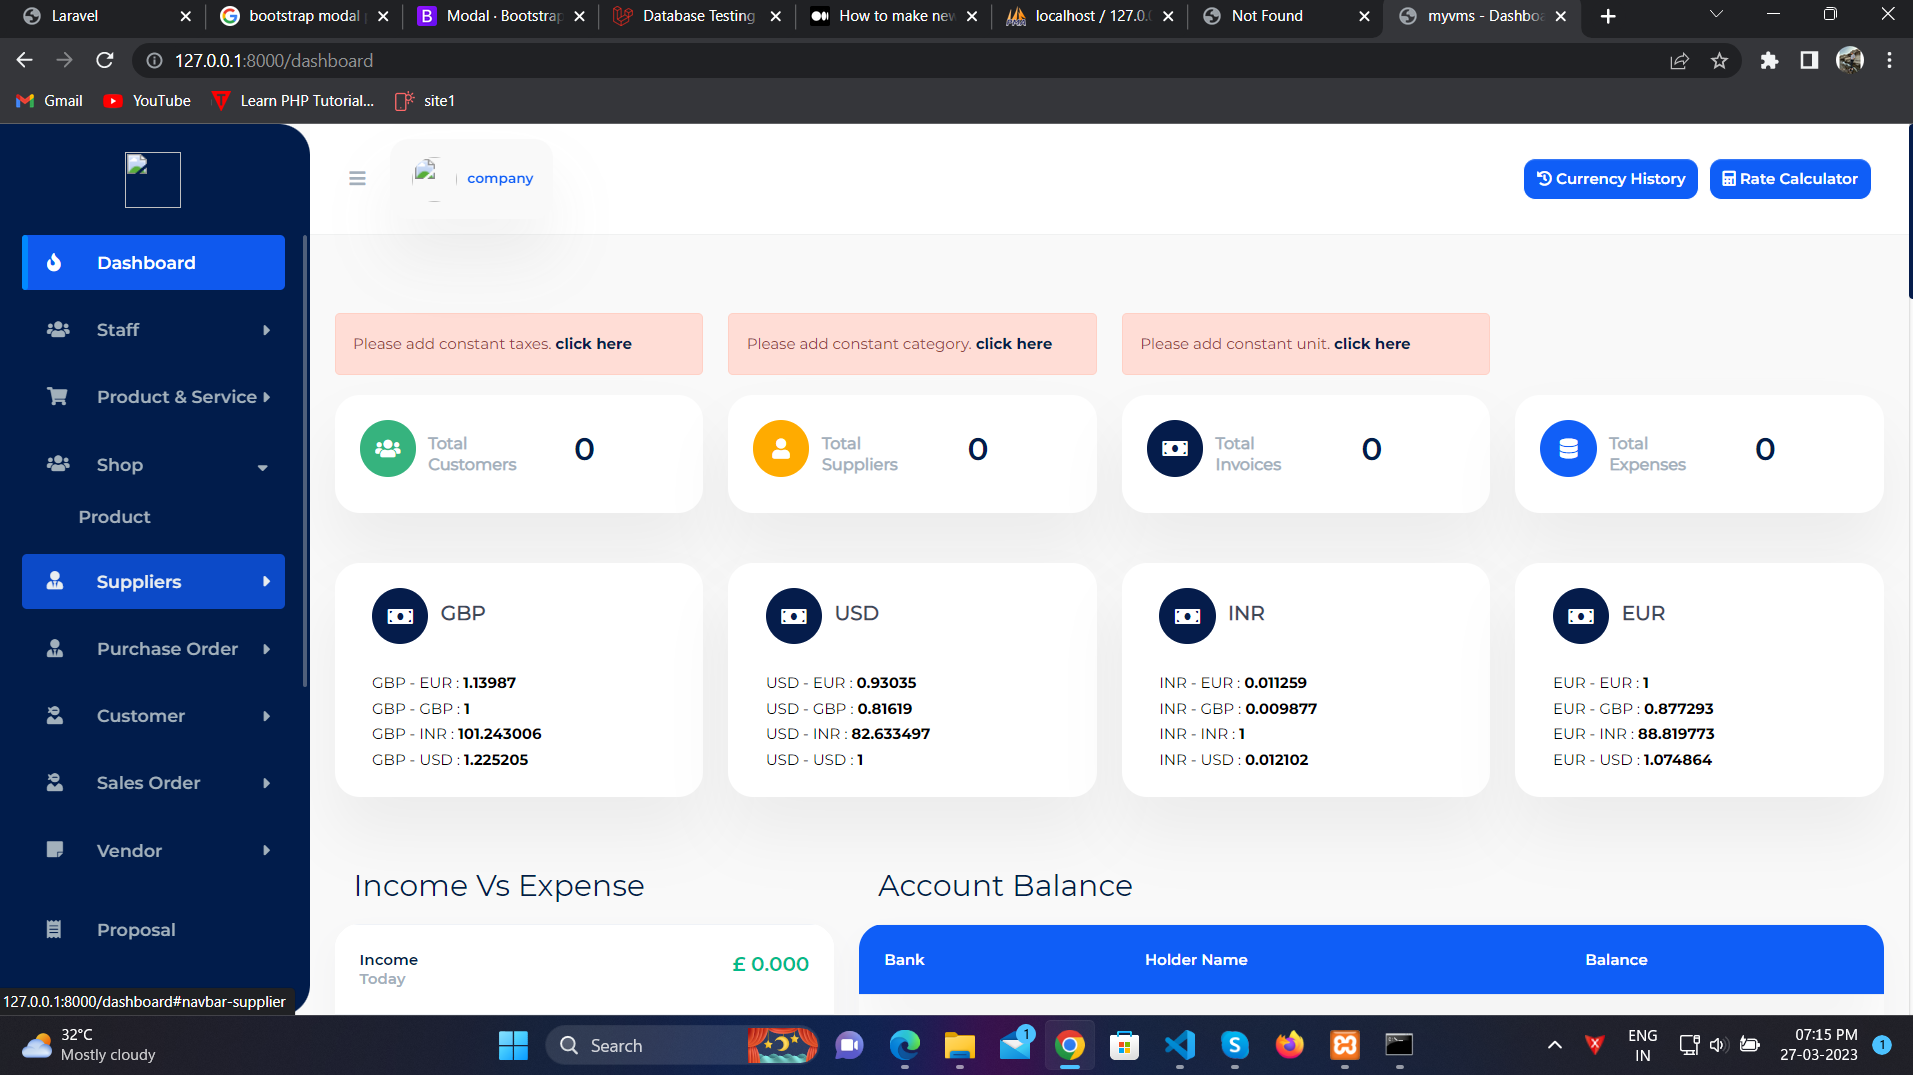 Laravel
bootstrap modal
Modal · Bootstrap
Database Testing
How to make new
localhost / 127.0.
Not Found
myvms - Dashboa
127.0.0.1:8000/dashboard
Gmail
YouTube
Learn PHP Tutorial...
site1
company
Currency History
Rate Calculator
Dashboard
Staff
Product & Service
Shop
Product
Suppliers
Purchase Order
Customer
Sales Order
Vendor
Proposal
Please add constant taxes. click here
Please add constant category. click here
Please add constant unit. click here
Total
Customers
0
Total
Suppliers
0
Total
Invoices
0
Total
Expenses
0
GBP
GBP - EUR : 1.13987
GBP - GBP : 1
GBP - INR : 101.243006
GBP - USD : 1.225205
USD
USD - EUR : 0.93035
USD - GBP : 0.81619
USD - INR : 82.633497
USD - USD : 1
INR
INR - EUR : 0.011259
INR - GBP : 0.009877
INR - INR : 1
INR - USD : 0.012102
EUR
EUR - EUR : 1
EUR - GBP : 0.877293
EUR - INR : 88.819773
EUR - USD : 1.074864
Income Vs Expense
Income
Today
£ 0.000
Account Balance
Bank
Holder Name
Balance
127.0.0.1:8000/dashboard#navbar-supplier
32°C
Mostly cloudy
Search
1
ENG
IN
07:15 PM
27-03-2023
1